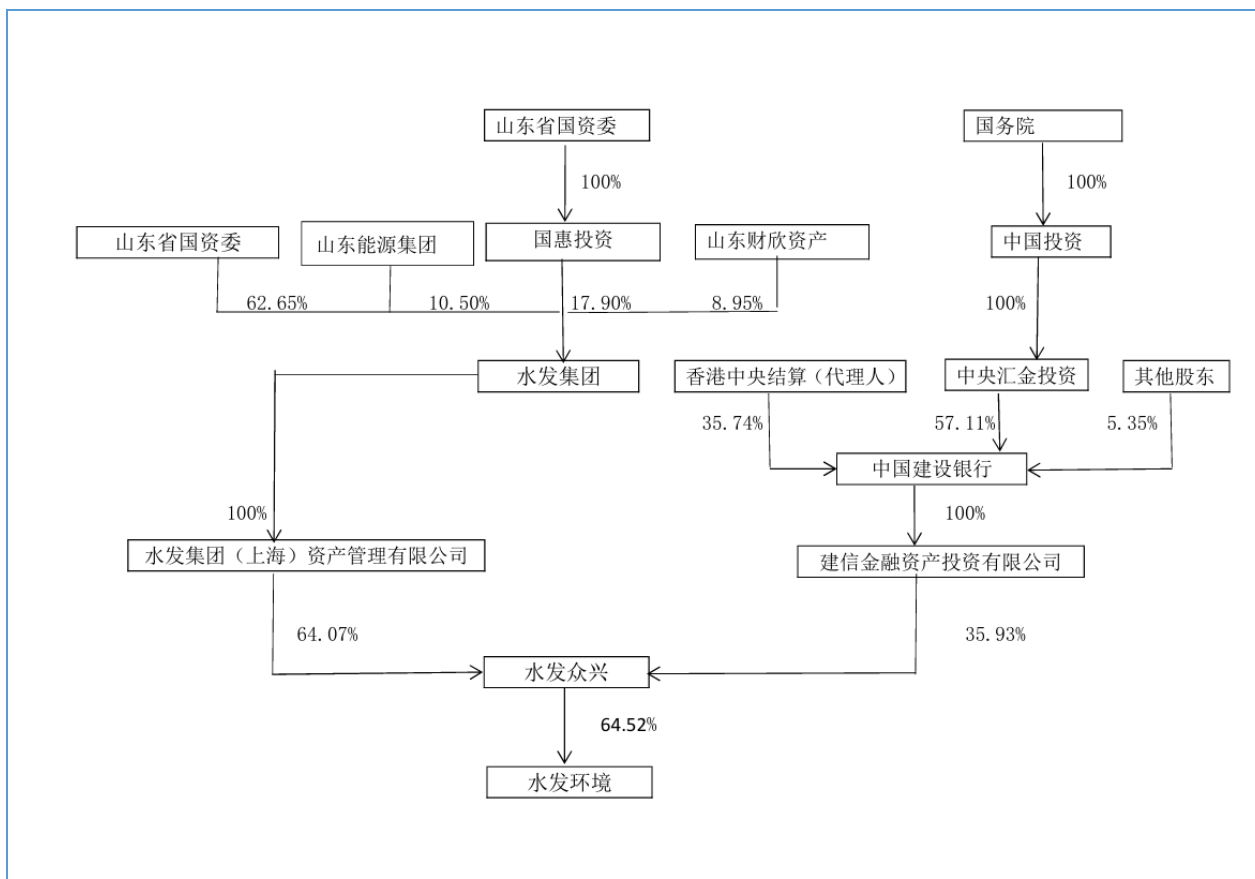 山东省国资委
国务院
100%
100%
山东省国资委
山东能源集团
国惠投资
山东财欣资产
中国投资
62.65%
10.50%
17.90%
8.95%
100%
水发集团
香港中央结算（代理人）
中央汇金投资
其他股东
35.74%
57.11%
5.35%
中国建设银行
100%
100%
水发集团（上海）资产管理有限公司
建信金融资产投资有限公司
64.07%
35.93%
水发众兴
64.52%
水发环境